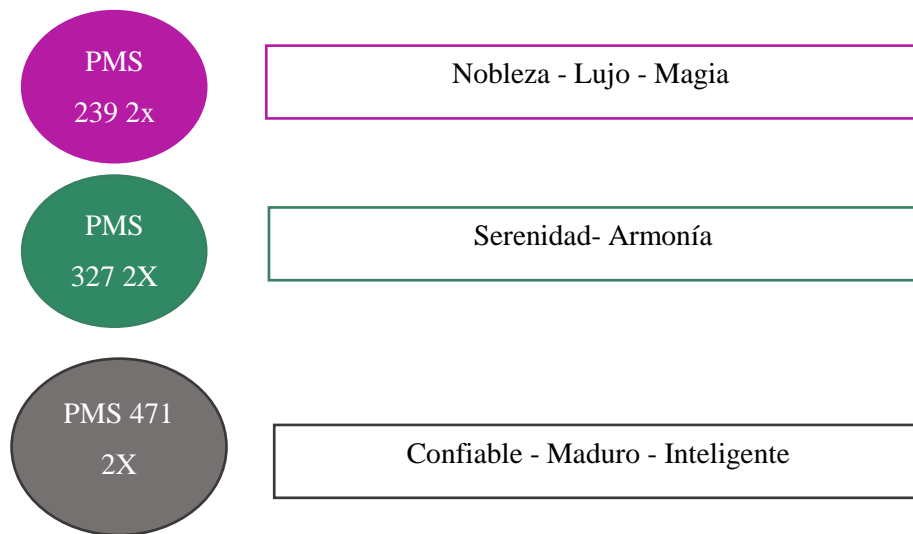 PMS
239 2x
Nobleza - Lujo - Magia
PMS
327 2X
Serenidad- Armonía
PMS 471
2X
Confiable - Maduro - Inteligente